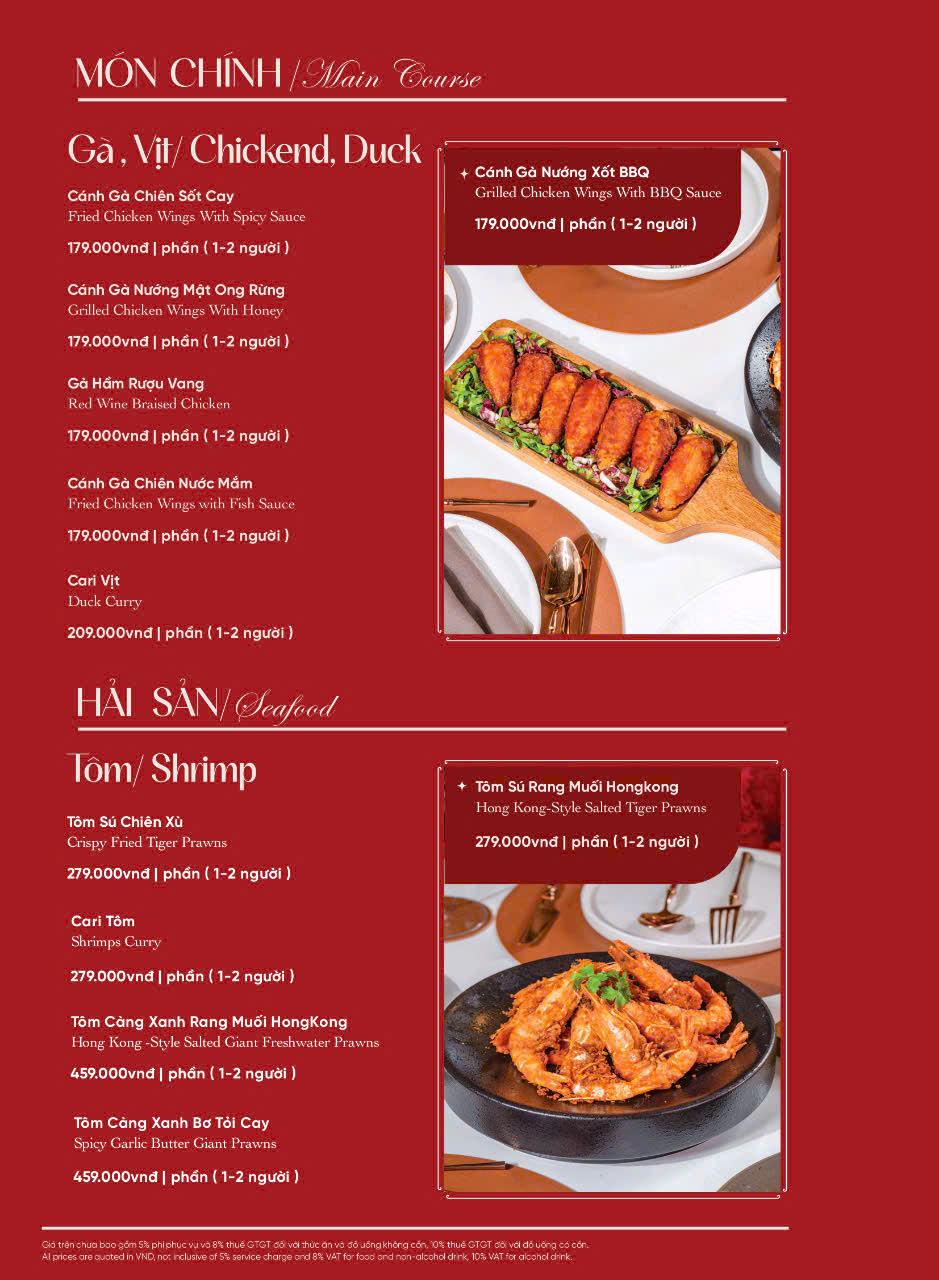 MÓN CHÍNH /Main Course
Gà , Vịt/ Chickend, Duck
Cánh Gà Chiên Sốt Cay
Fried Chicken Wings With Spicy Sauce
179.000vnđ | phần ( 1-2 người )
Cánh Gà Nướng Mật Ong Rừng
Grilled Chicken Wings With Honey
179.000vnđ | phần ( 1-2 người )
Gà Hầm Rượu Vang
Red Wine Braised Chicken
179.000vnđ | phần ( 1-2 người )
Cánh Gà Chiên Nước Mắm
Fried Chicken Wings with Fish Sauce
179.000vnđ | phần ( 1-2 người )
Cari Vịt
Duck Curry
209.000vnđ | phần ( 1-2 người )
Cánh Gà Nướng Xốt BBQ
Grilled Chicken Wings With BBQ Sauce
179.000vnđ | phần ( 1-2 người )
HẢI SẢN/Seafood
Tôm/ Shrimp
Tôm Sú Chiên Xù
Crispy Fried Tiger Prawns
279.000vnđ | phần ( 1-2 người )
Cari Tôm
Shrimps Curry
279.000vnđ | phần ( 1-2 người )
Tôm Càng Xanh Rang Muối HongKong
Hong Kong -Style Salted Giant Freshwater Prawns
459.000vnđ | phần ( 1-2 người )
Tôm Càng Xanh Bơ Tỏi Cay
Spicy Garlic Butter Giant Prawns
459.000vnđ | phần ( 1-2 người )
Tôm Sú Rang Muối Hongkong
Hong Kong-Style Salted Tiger Prawns
279.000vnđ | phần ( 1-2 người )
Giá trên chưa bao gồm 5% phí phục vụ và 8% thuế GTGT đối với thức ăn và đồ uống không cồn, 10% thuế GTGT đối với đồ uống có cồn.
All prices are quoted in VND, not inclusive of 5% service charge and 8% VAT for food and non-alcohol drink, 10% VAT for alcohol drink.